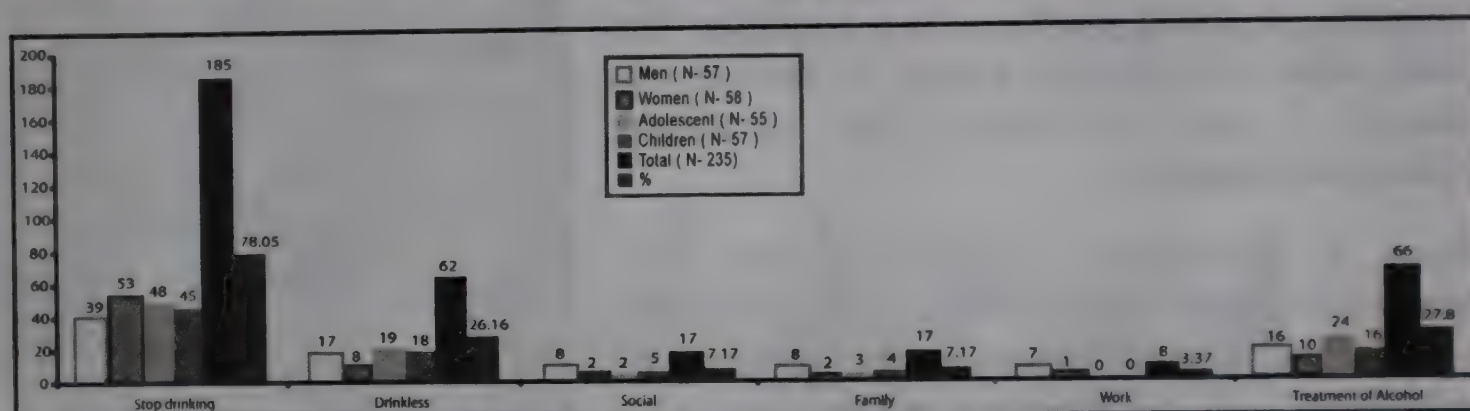 200
180
160
140
120
100
80
60
40
20
0
Men ( N- 57 )
Women ( N- 58 )
Adolescent ( N- 55 )
Children ( N- 57 )
Total ( N- 235)
%
39 53 48 45 185 78.05
17 8 19 18 62 26.16
8 2 2 5 17 7.17
8 2 3 4 17 7.17
7 1 0 0 8 3.37
16 10 24 16 66 27.8
Stop drinking Drinkless Social Family Work Treatment of Alcohol